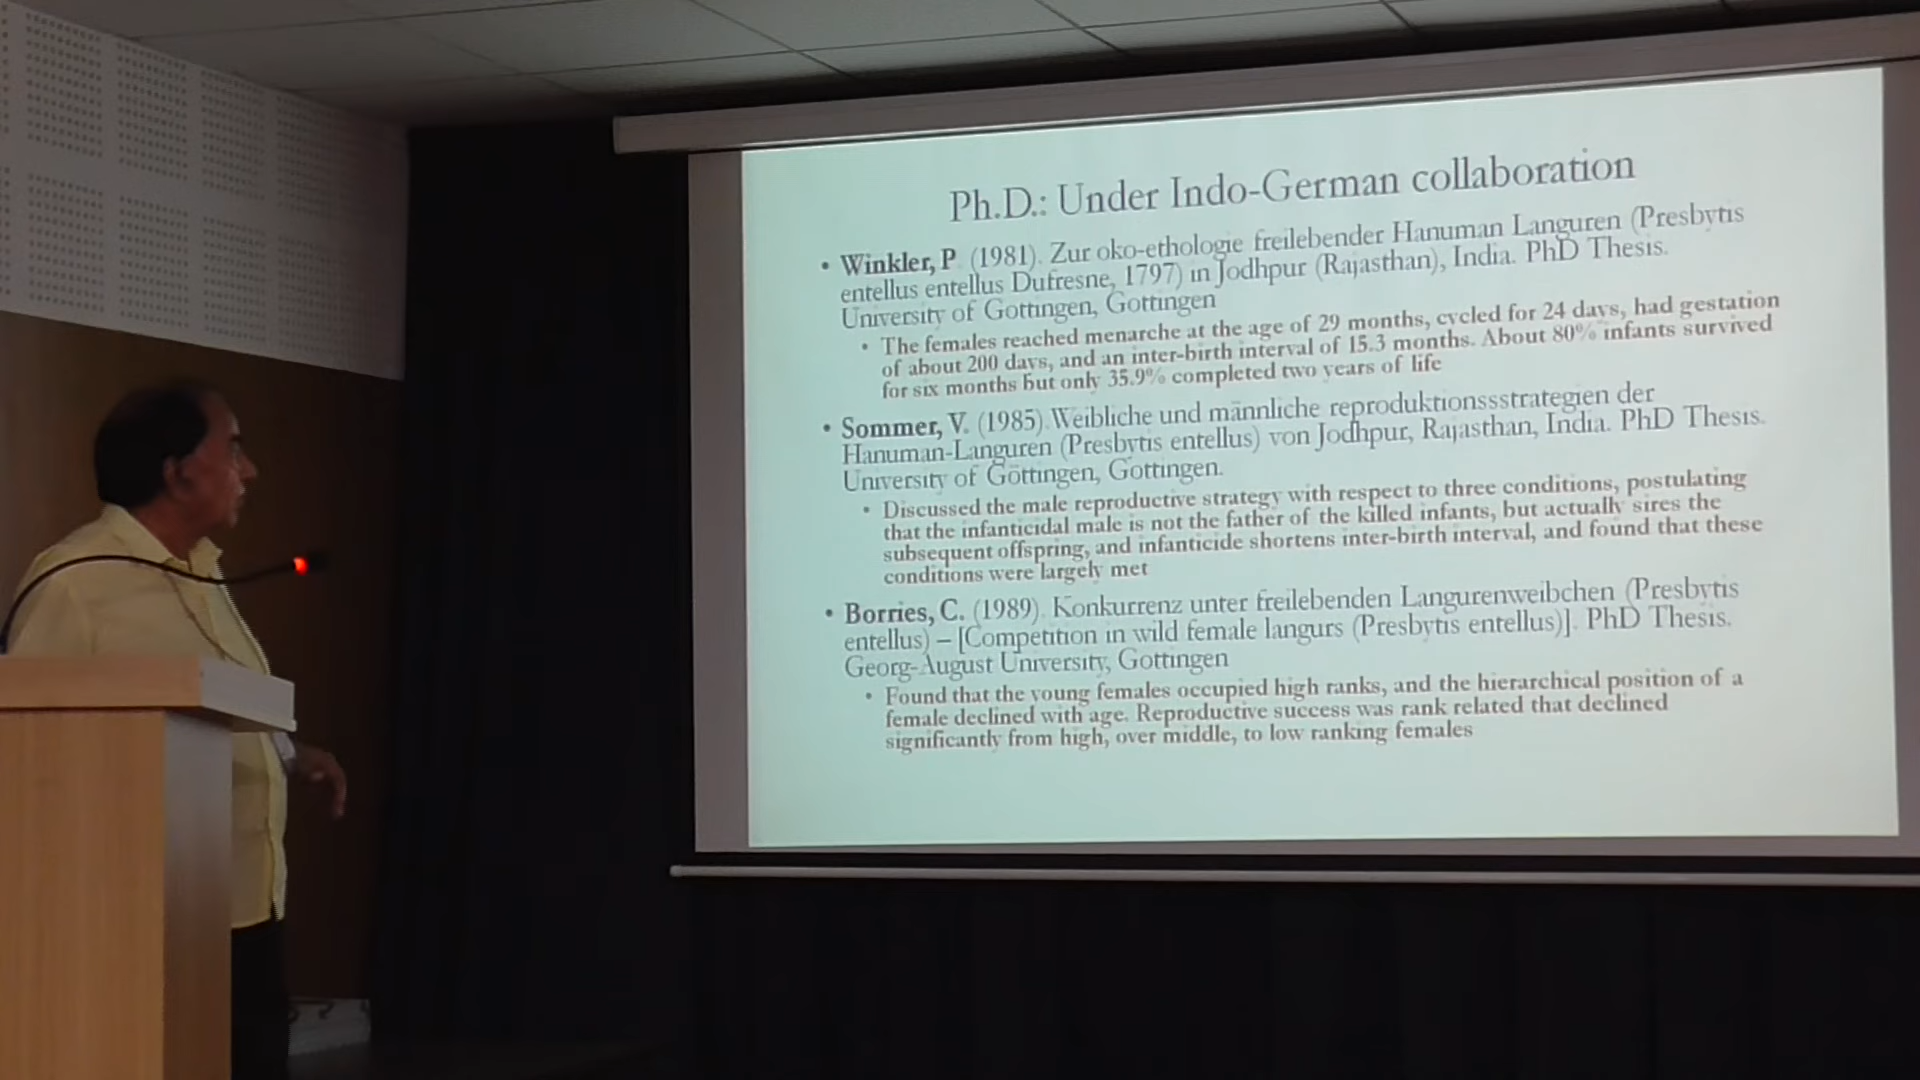 Ph.D.: Under Indo-German collaboration
• Winkler, P. (1981). Zur oko-ethologie freilebender Hanuman Languren (Presbytis
entellus entellus Dufresne, 1797) in Jodhpur (Rajasthan), India. PhD Thesis.
University of Gottingen, Gottingen
• The females reached menarche at the age of 29 months, cycled for 24 days, had gestation
of about 200 days, and an inter-birth interval of 15.3 months. About 80% infants survived
for six months but only 35.9% completed two years of life
• Sommer, V. (1985). Weibliche und männliche reproduktionssstrategien der
Hanuman-Languren (Presbytis entellus) von Jodhpur, Rajasthan, India. PhD Thesis.
University of Göttingen, Gottingen.
• Discussed the male reproductive strategy with respect to three conditions, postulating
that the infanticidal male is not the father of the killed infants, but actually sires the
subsequent offspring, and infanticide shortens inter-birth interval, and found that these
conditions were largely met
• Borries, C. (1989). Konkurrenz unter freilebenden Langurenweibchen (Presbytis
entellus) – [Competition in wild female langurs (Presbytis entellus)]. PhD Thesis.
Georg-August University, Gottingen
• Found that the young females occupied high ranks, and the hierarchical position of a
female declined with age. Reproductive success was rank related that declined
significantly from high, over middle, to low ranking females